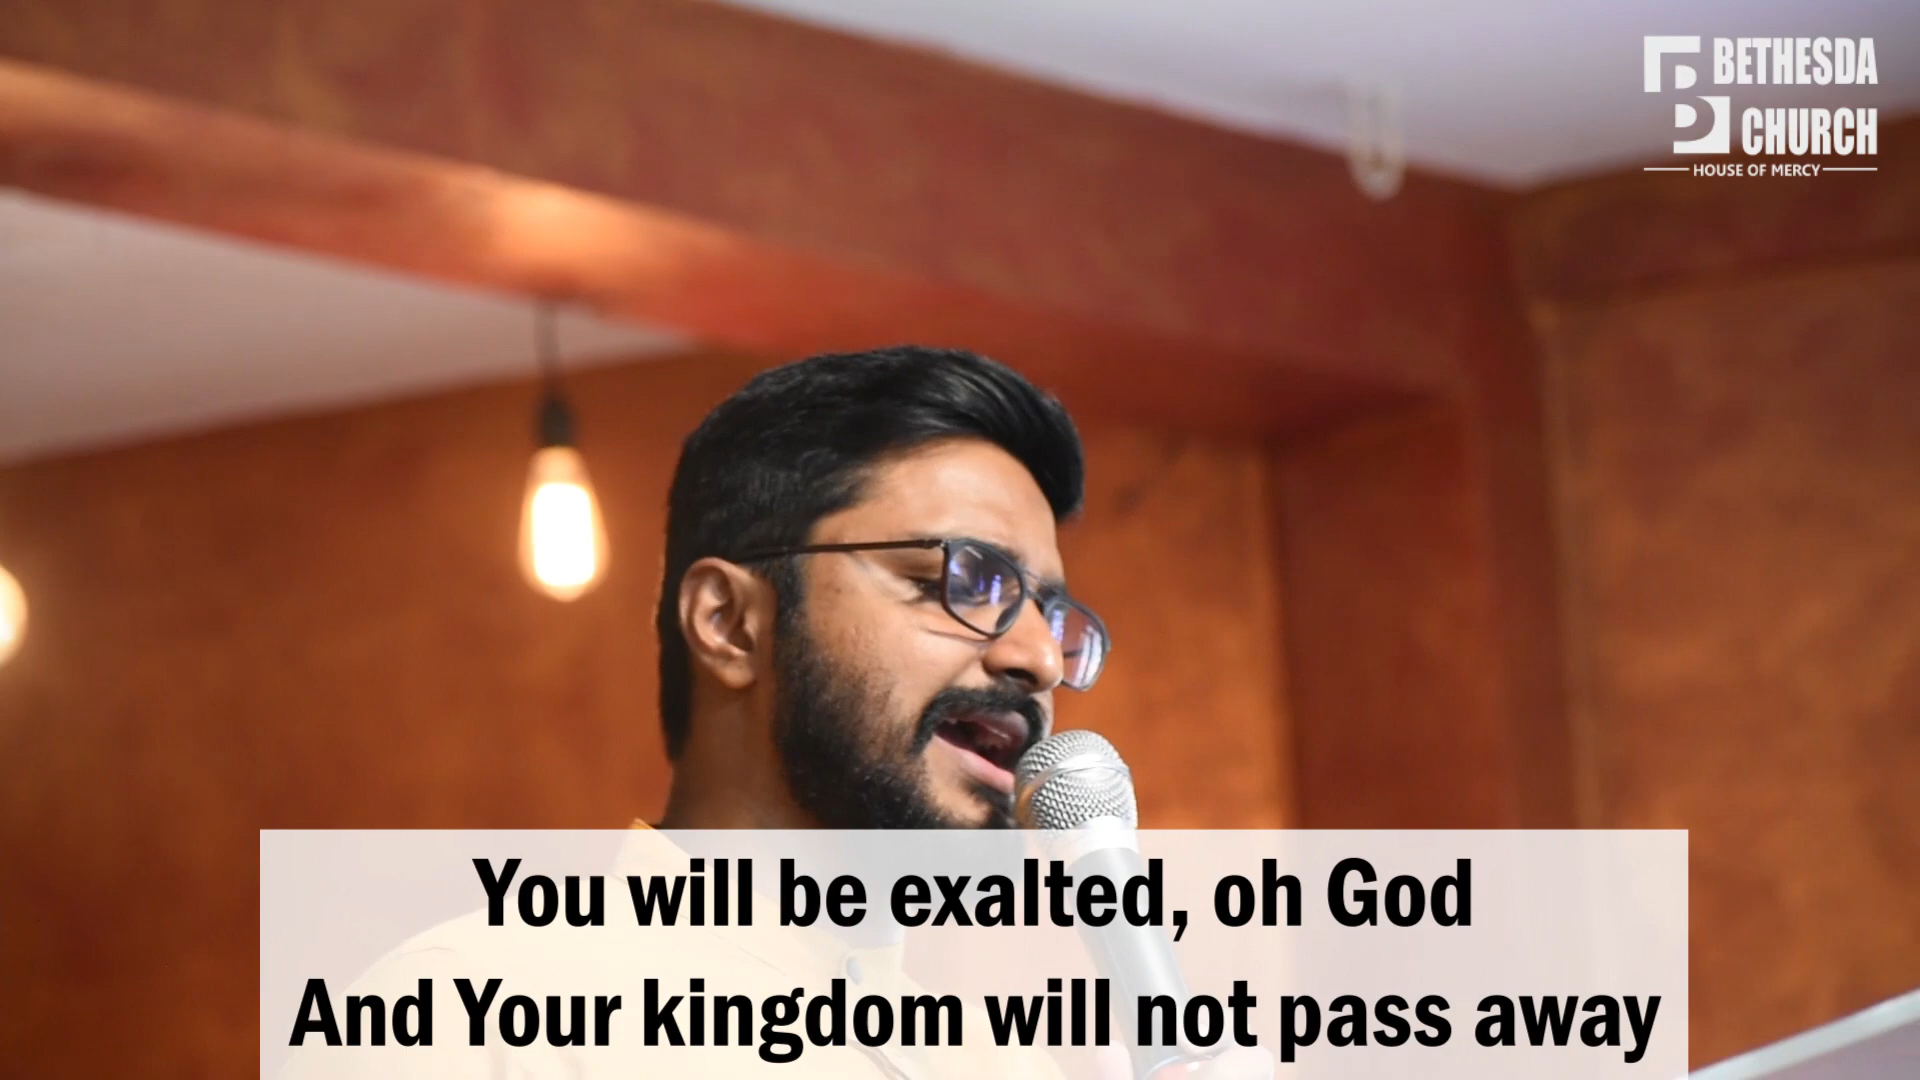 BETHESDA
CHURCH
HOUSE OF MERCY
You will be exalted, oh God
And Your kingdom will not pass away